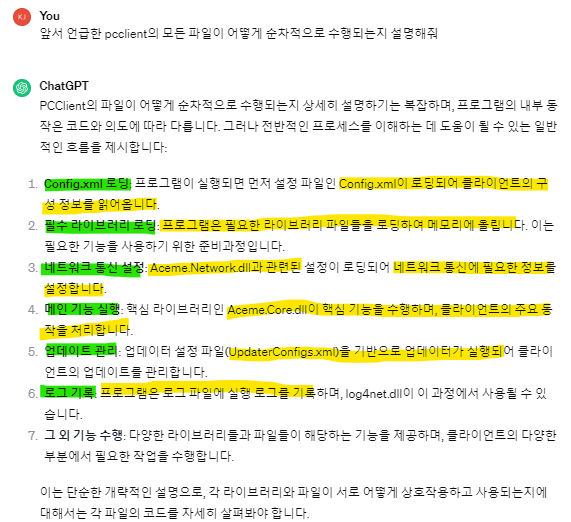 KJ You
앞서 언급한 pcclient의 모든 파일이 어떻게 순차적으로 수행되는지 설명해줘
ChatGPT
PCClient의 파일이 어떻게 순차적으로 수행되는지 상세히 설명하기는 복잡하며, 프로그램의 내부 동
작은 코드와 의도에 따라 다릅니다. 그러나 전반적인 프로세스를 이해하는 데 도움이 될 수 있는 일반
적인 흐름을 제시합니다:
1. Config.xml 로딩: 프로그램이 실행되면 먼저 설정 파일인 Config.xml이 로딩되어 클라이언트의 구
성 정보를 읽어옵니다.
2. 필수 라이브러리 로딩: 프로그램은 필요한 라이브러리 파일들을 로딩하여 메모리에 올립니다. 이는
필요한 기능을 사용하기 위한 준비과정입니다.
3. 네트워크 통신 설정: Aceme.Network.dll과 관련된 설정이 로딩되어 네트워크 통신에 필요한 정보를
설정합니다.
4. 메인 기능 실행: 핵심 라이브러리인 Aceme.Core.dll이 핵심 기능을 수행하며, 클라이언트의 주요 동
작을 처리합니다.
5. 업데이트 관리: 업데이터 설정 파일(UpdaterConfigs.xml)을 기반으로 업데이터가 실행되어 클라이
언트의 업데이트를 관리합니다.
6. 로그 기록: 프로그램은 로그 파일에 실행 로그를 기록하며, log4net.dll이 이 과정에서 사용될 수 있
습니다.
7. 그 외 기능 수행: 다양한 라이브러리들과 파일들이 해당하는 기능을 제공하며, 클라이언트의 다양한
부분에서 필요한 작업을 수행합니다.
이는 단순한 개략적인 설명으로, 각 라이브러리와 파일이 서로 어떻게 상호작용하고 사용되는지에
대해서는 각 파일의 코드를 자세히 살펴봐야 합니다.